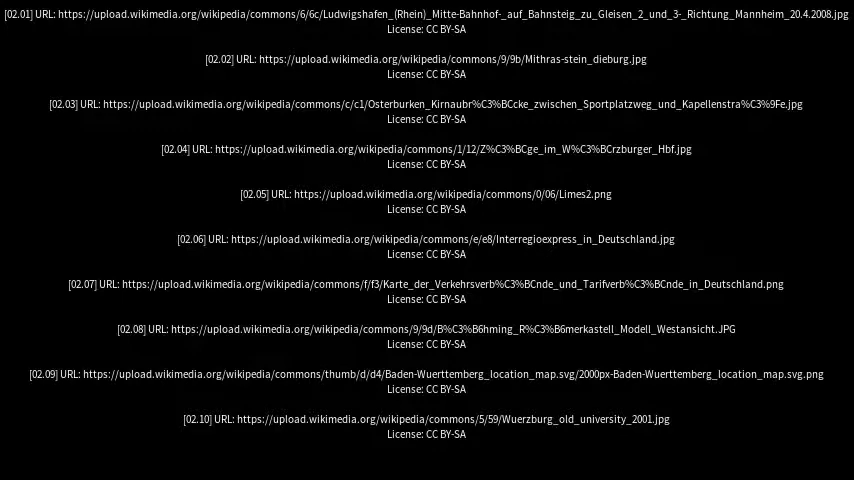 [02.01] URL: https://upload.wikimedia.org/wikipedia/commons/6/6c/Ludwigshafen_(Rhein)_Mitte-Bahnhof-_auf_Bahnsteig_zu_Gleisen_2_und_3-_Richtung_Mannheim_20.4.2008.jpg
License: CC BY-SA
[02.02] URL: https://upload.wikimedia.org/wikipedia/commons/9/9b/Mithras-stein_dieburg.jpg
License: CC BY-SA
[02.03] URL: https://upload.wikimedia.org/wikipedia/commons/c/c1/Osterburken_Kirnaubr%C3%BCcke_zwischen_Sportplatzweg_und_Kapellenstra%C3%9Fe.jpg
License: CC BY-SA
[02.04] URL: https://upload.wikimedia.org/wikipedia/commons/1/12/Z%C3%BCge_im_W%C3%BCrzburger_Hbf.jpg
License: CC BY-SA
[02.05] URL: https://upload.wikimedia.org/wikipedia/commons/0/06/Limes2.png
License: CC BY-SA
[02.06] URL: https://upload.wikimedia.org/wikipedia/commons/e/e8/Interregioexpress_in_Deutschland.jpg
License: CC BY-SA
[02.07] URL: https://upload.wikimedia.org/wikipedia/commons/f/f3/Karte_der_Verkehrsverb%C3%BCnde_und_Tarifverb%C3%BCnde_in_Deutschland.png
License: CC BY-SA
[02.08] URL: https://upload.wikimedia.org/wikipedia/commons/9/9d/B%C3%B6hming_R%C3%B6merkastell_Modell_Westansicht.JPG
License: CC BY-SA
[02.09] URL: https://upload.wikimedia.org/wikipedia/commons/thumb/d/d4/Baden-Wuerttemberg_location_map.svg/2000px-Baden-Wuerttemberg_location_map.svg.png
License: CC BY-SA
[02.10] URL: https://upload.wikimedia.org/wikipedia/commons/5/59/Wuerzburg_old_university_2001.jpg
License: CC BY-SA